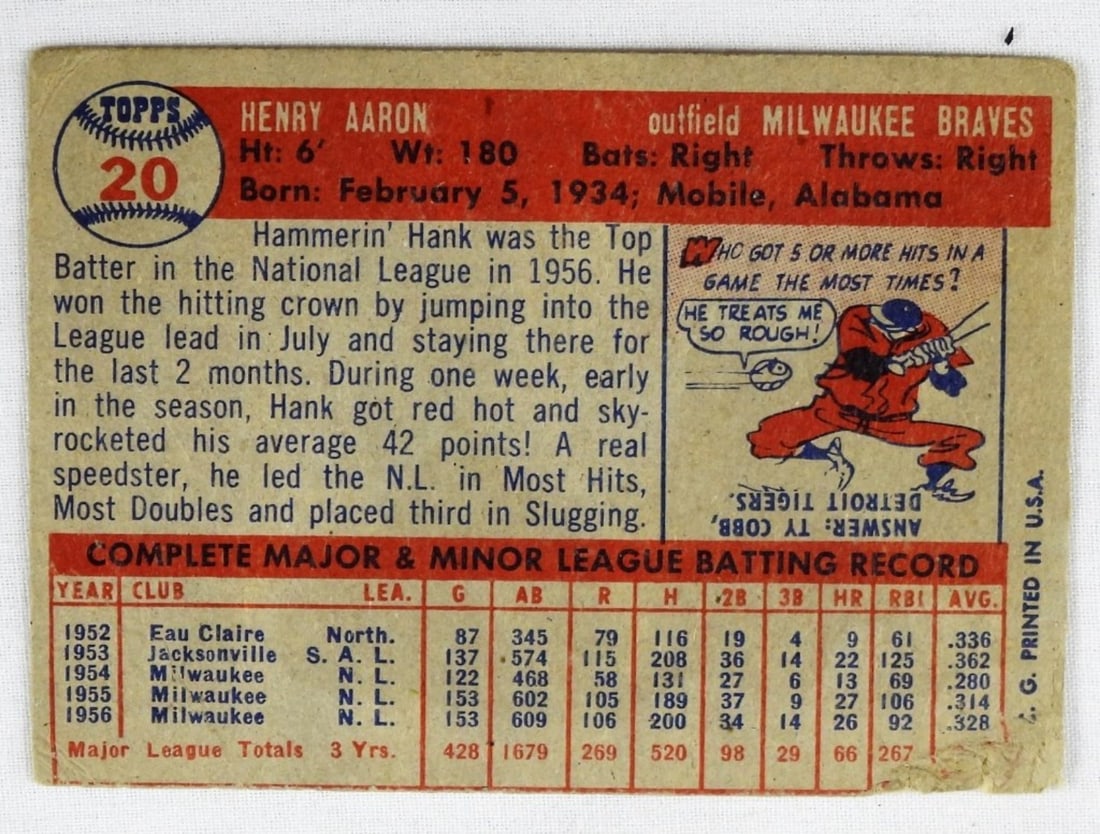 TOPPS
20
HENRY AARON outfield MILWAUKEE BRAVES
Ht: 6' Wt: 180 Bats: Right Throws: Right
Born: February 5, 1934; Mobile, Alabama
Hammerin' Hank was the Top
Batter in the National League in 1956. He
won the hitting crown by jumping into the
League lead in July and staying there for
the last 2 months. During one week, early
in the season, Hank got red hot and sky-
rocketed his average 42 points! A real
speedster, he led the N.L. in Most Hits,
Most Doubles and placed third in Slugging.
WHO GOT 5 OR MORE HITS IN A
GAME THE MOST TIMES?
HE TREATS ME
SO ROUGH!
ANSWER: TY COBB,
DETROIT TIGERS.
COMPLETE MAJOR & MINOR LEAGUE BATTING RECORD
YEAR CLUB LEA. G AB R H 2B 3B HR RBI AVG.
1952 Eau Claire North. 87 345 79 116 19 4 9 61 .336
1953 Jacksonville S. A. L. 137 574 115 208 36 14 22 125 .362
1954 Milwaukee N. L. 122 468 58 131 27 6 13 69 .280
1955 Milwaukee N. L. 153 602 105 189 37 9 27 106 .314
1956 Milwaukee N. L. 153 609 106 200 34 14 26 92 .328
Major League Totals 3 Yrs. 428 1679 269 520 98 29 66 267
G. PRINTED IN U.S.A.